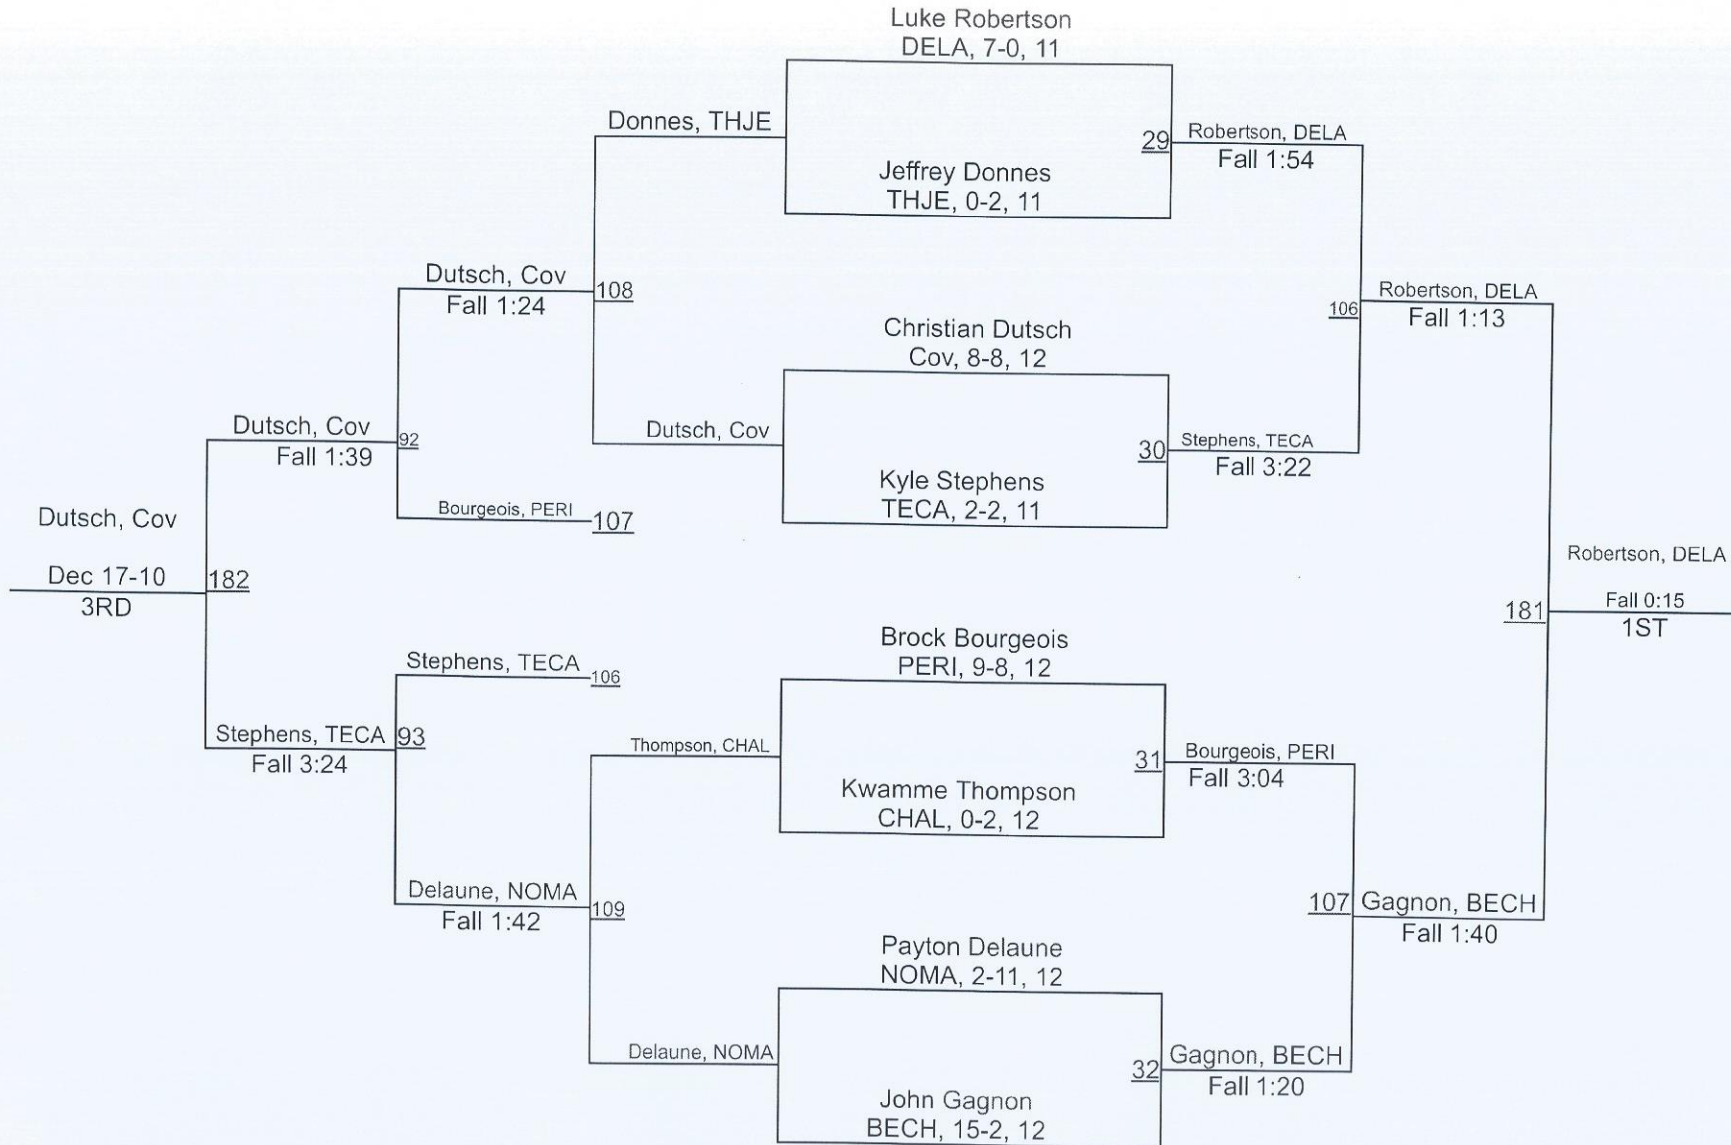 Luke Robertson
DELA, 7-0, 11
Donnes, THJE
29
Robertson, DELA
Fall 1:54
Jeffrey Donnes
THJE, 0-2, 11
Dutsch, Cov
Fall 1:24
108
106
Robertson, DELA
Fall 1:13
Christian Dutsch
Cov, 8-8, 12
Dutsch, Cov
Fall 1:39
92
Dutsch, Cov
30
Stephens, TECA
Fall 3:22
Kyle Stephens
TECA, 2-2, 11
Bourgeois, PERI
107
Dutsch, Cov
Dec 17-10
3RD
182
Robertson, DELA
Fall 0:15
1ST
181
Brock Bourgeois
PERI, 9-8, 12
Stephens, TECA
106
Stephens, TECA
Fall 3:24
93
Thompson, CHAL
31
Bourgeois, PERI
Fall 3:04
Kwamme Thompson
CHAL, 0-2, 12
Delaune, NOMA
Fall 1:42
109
107
Gagnon, BECH
Fall 1:40
Payton Delaune
NOMA, 2-11, 12
Delaune, NOMA
32
Gagnon, BECH
Fall 1:20
John Gagnon
BECH, 15-2, 12